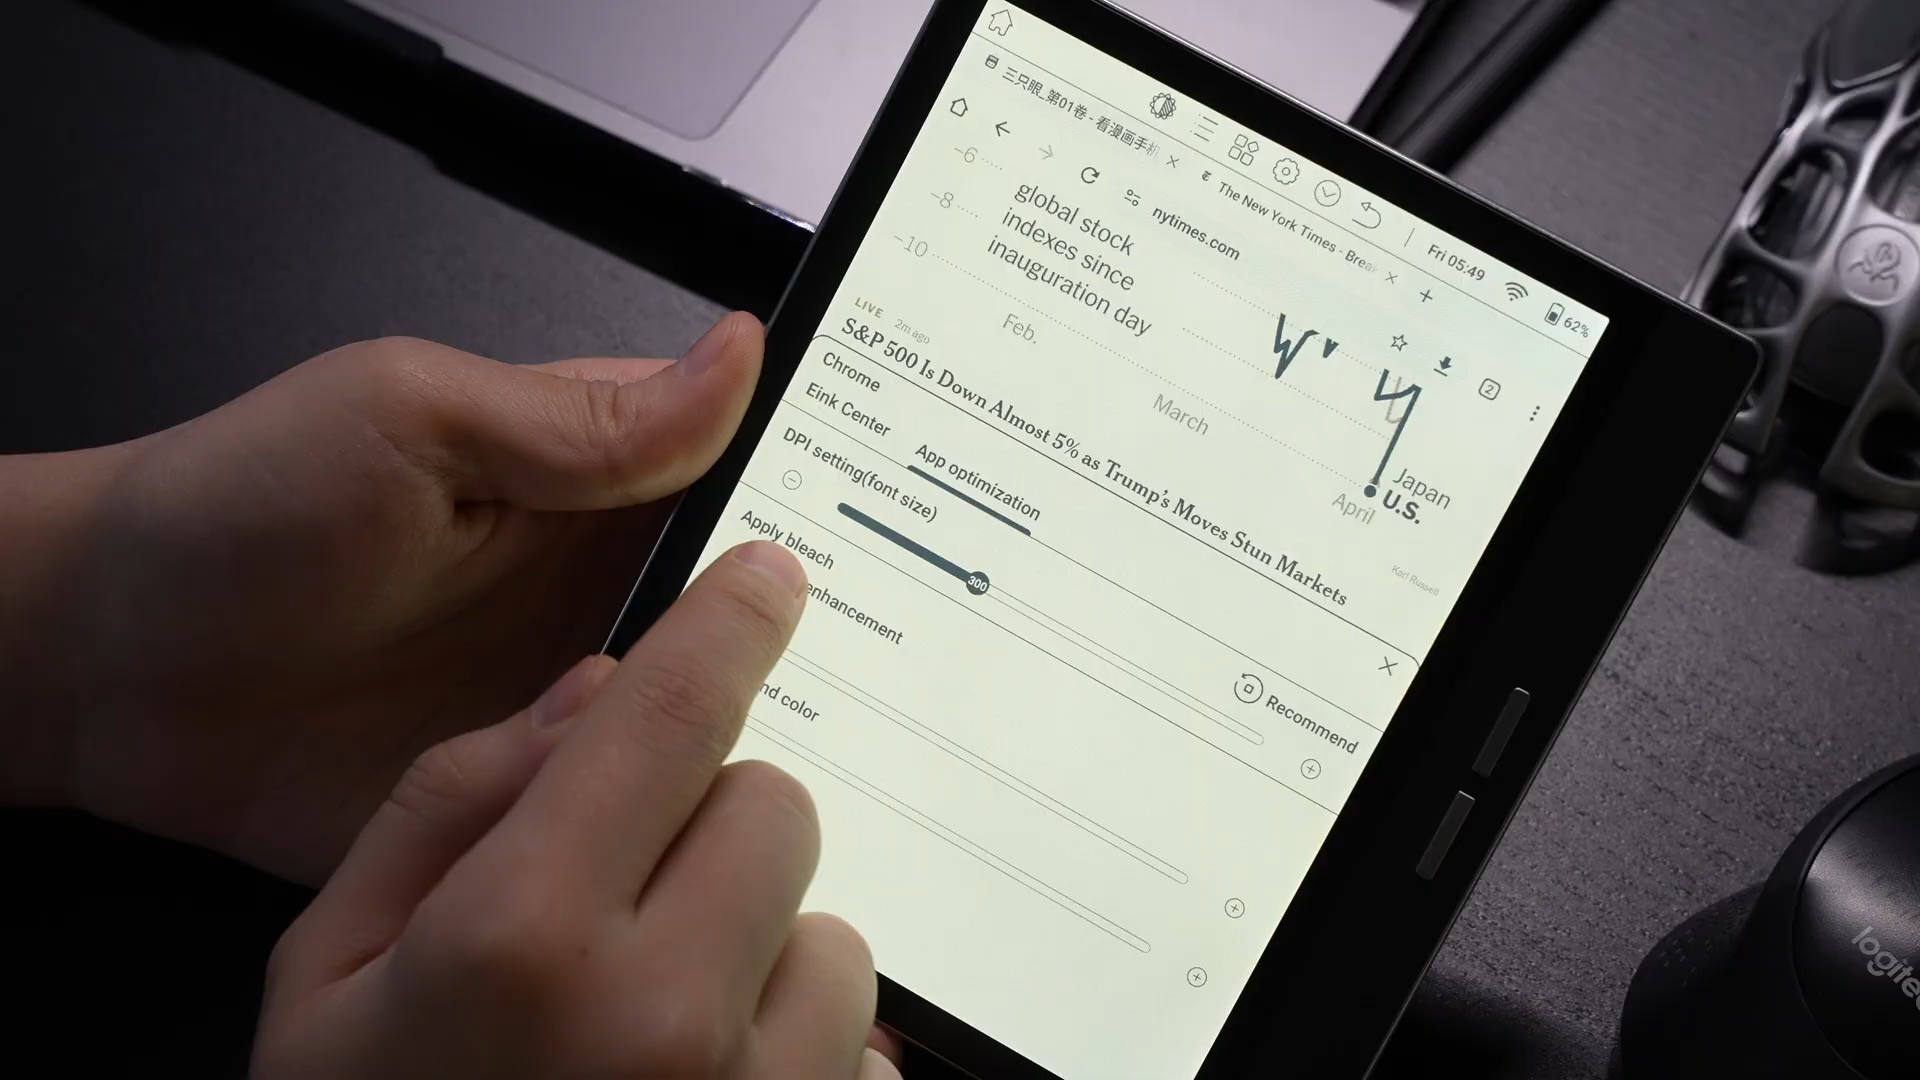 Fri 05:49
62%
三只眼_第01卷 - 看漫画手机
The New York Times - Brea
nytimes.com
2
-6
-8
-10
global stock
indexes since
inauguration day
Feb.
March
April
Japan
U.S.
Karl Russell
LIVE 2m ago
S&P 500 Is Down Almost 5% as Trump's Moves Stun Markets
Chrome
Eink Center
App optimization
Recommend
DPI setting(font size)
300
Apply bleach
enhancement
nd color
logite